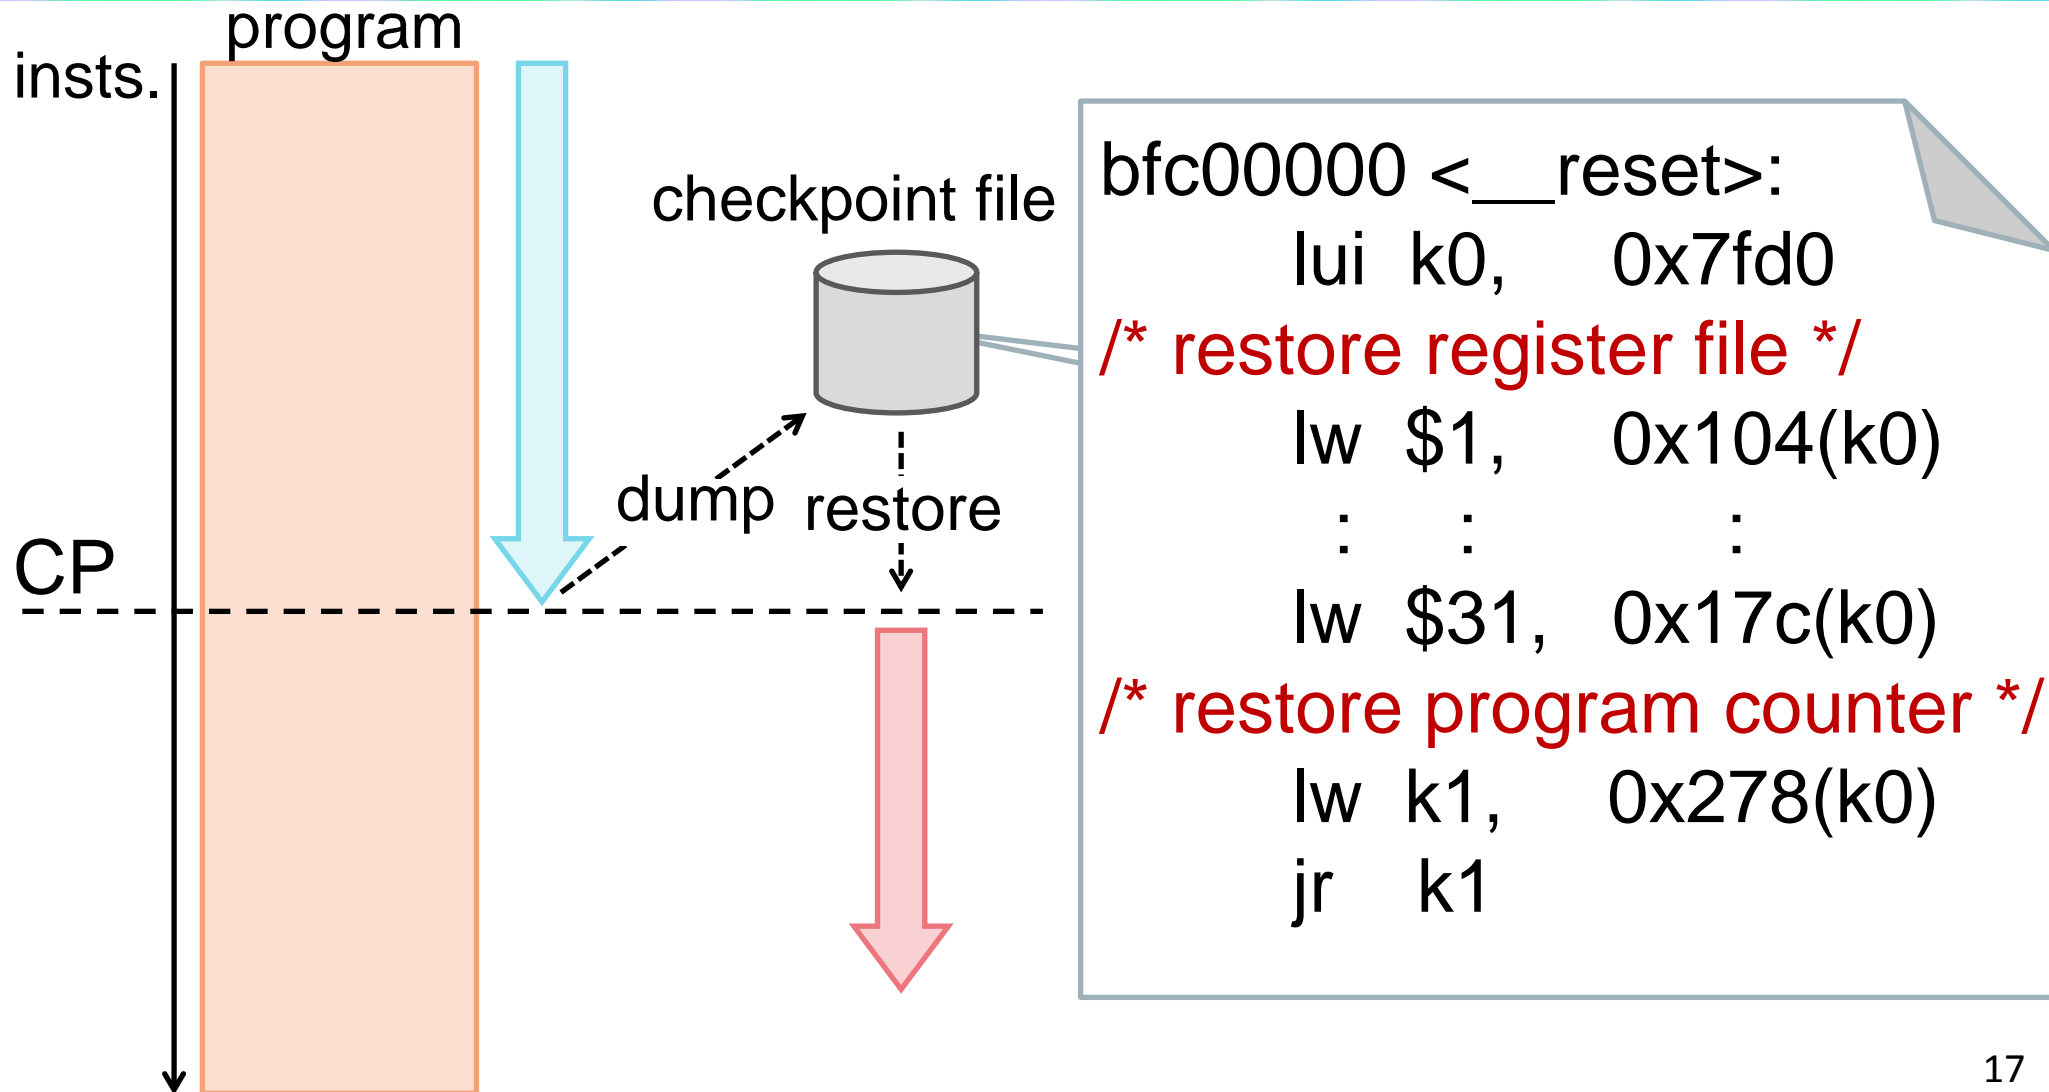 program
insts.
checkpoint file
dump
restore
CP
bfc00000 <__reset>:
lui k0, 0x7fd0
/* restore register file */
lw $1, 0x104(k0)
: : :
lw $31, 0x17c(k0)
/* restore program counter */
lw k1, 0x278(k0)
jr k1
17